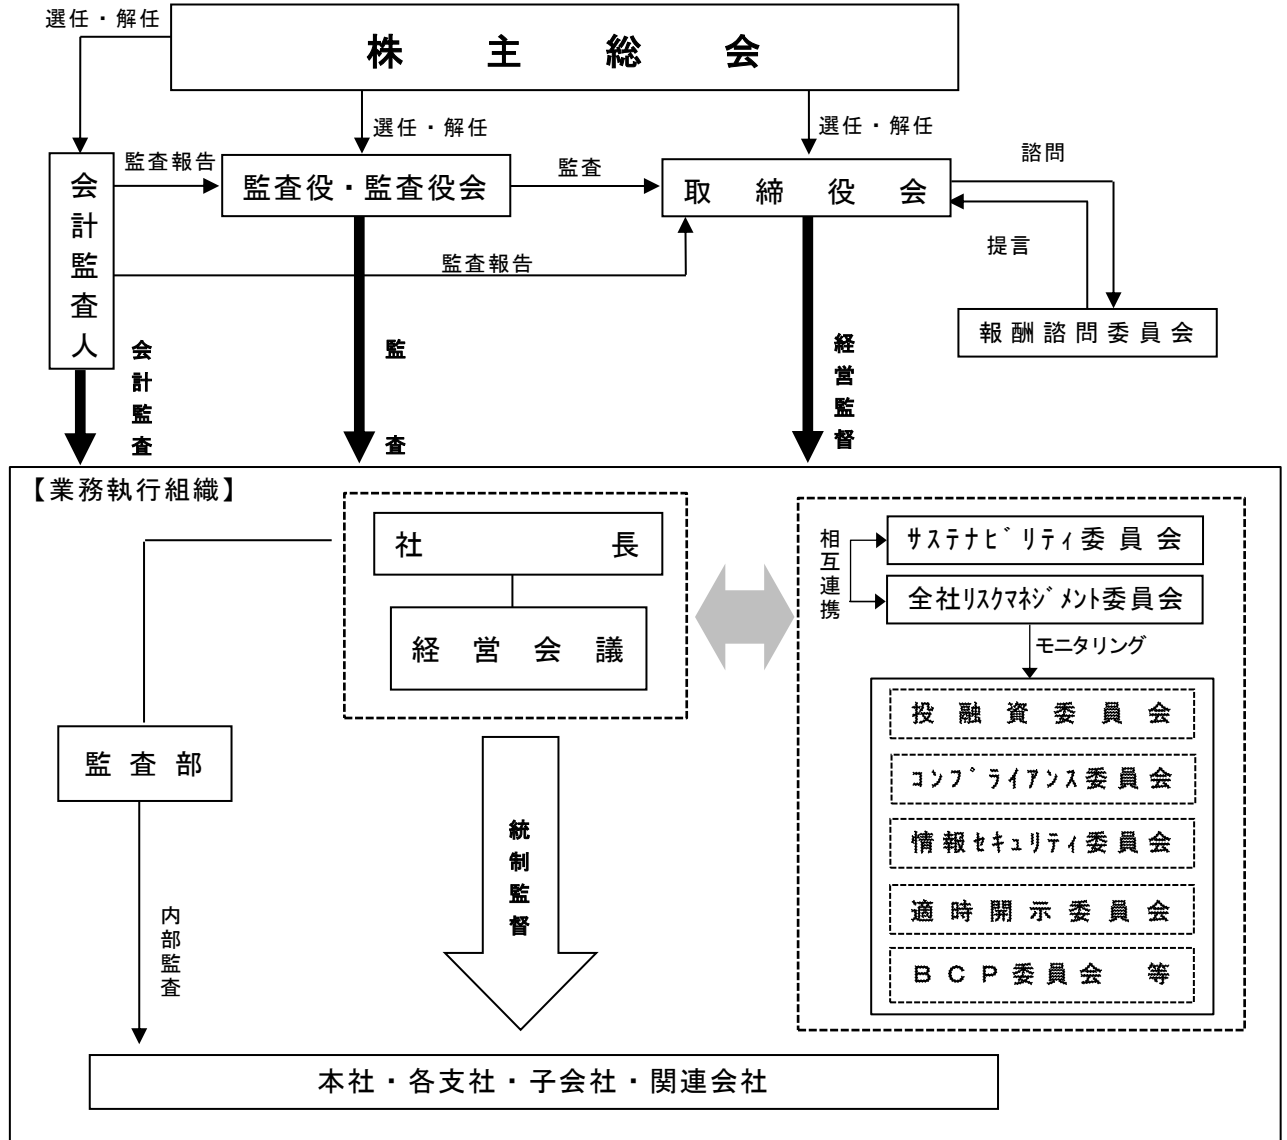 選任・解任
株主総会
選任・解任
選任・解任
会計監査人
監査報告
監査役・監査役会
監査
取締役会
諮問
提言
監査報告
報酬諮問委員会
会計監査
監査
経営監督
【業務執行組織】
社長
経営会議
相互連携
サステナビリティ委員会
全社リスクマネジメント委員会
モニタリング
投融資委員会
コンプライアンス委員会
情報セキュリティ委員会
適時開示委員会
ＢＣＰ委員会 等
監査部
統制監督
内部監査
本社・各支社・子会社・関連会社